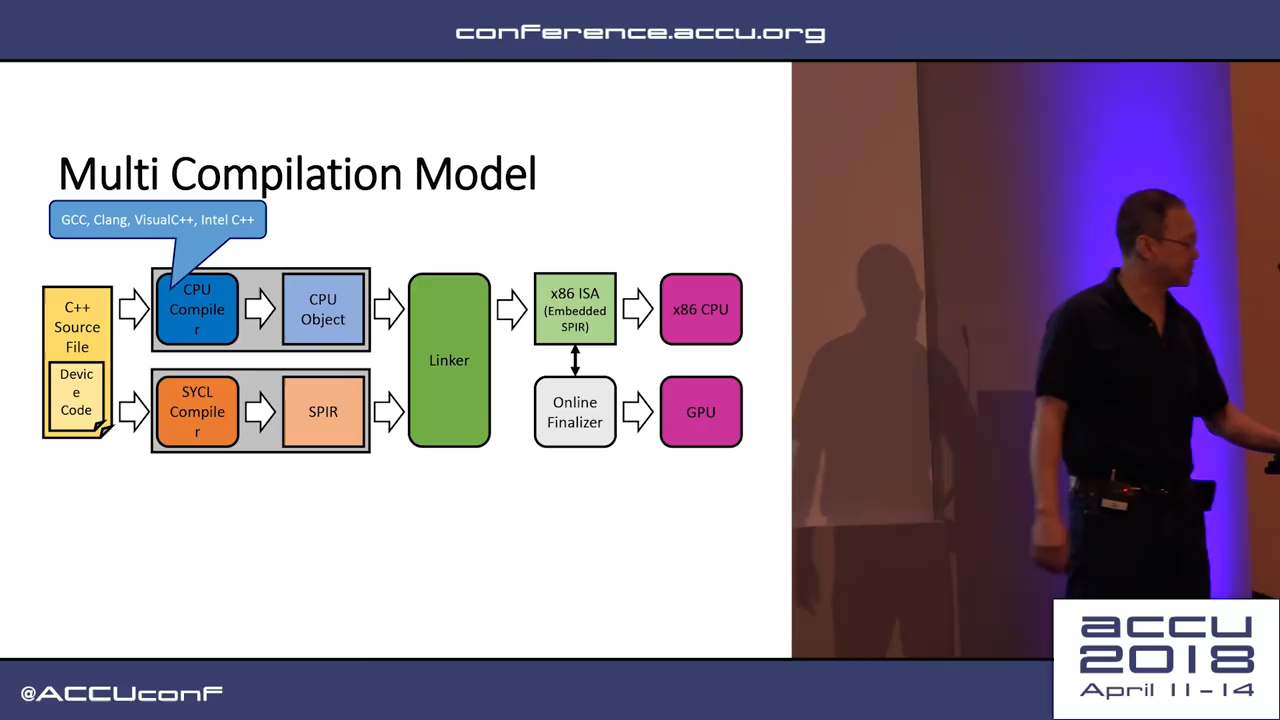 conference.accu.org
Multi Compilation Model
GCC, Clang, VisualC++, Intel C++
C++
Source
File
Devic
e
Code
CPU
Compile
r
CPU
Object
SYCL
Compile
r
SPIR
Linker
x86 ISA
(Embedded
SPIR)
Online
Finalizer
x86 CPU
GPU
@ACCUconf
accu
2018
April 11-14